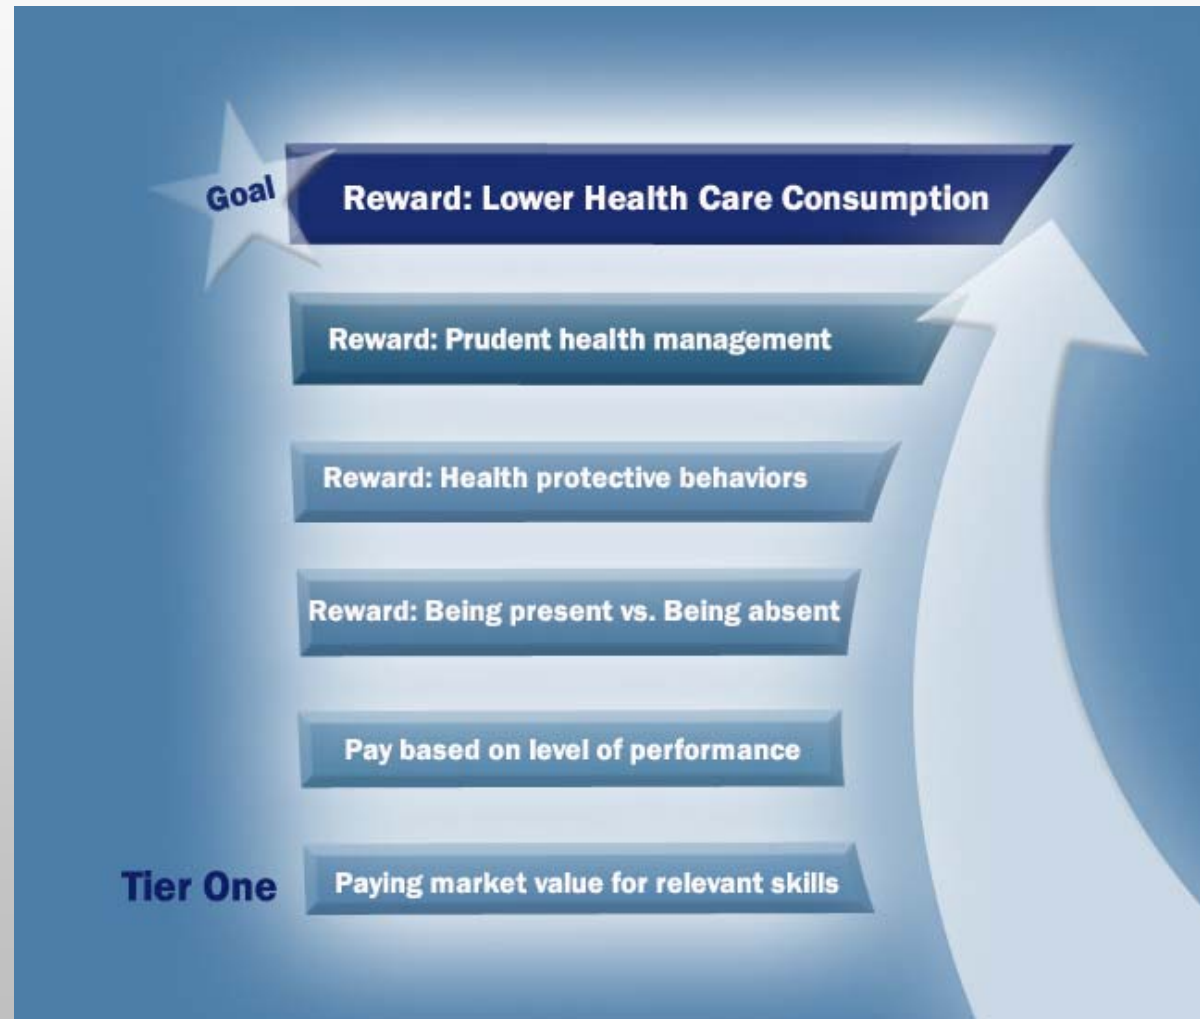 Goal
Reward: Lower Health Care Consumption
Reward: Prudent health management
Reward: Health protective behaviors
Reward: Being present vs. Being absent
Pay based on level of performance
Tier One
Paying market value for relevant skills